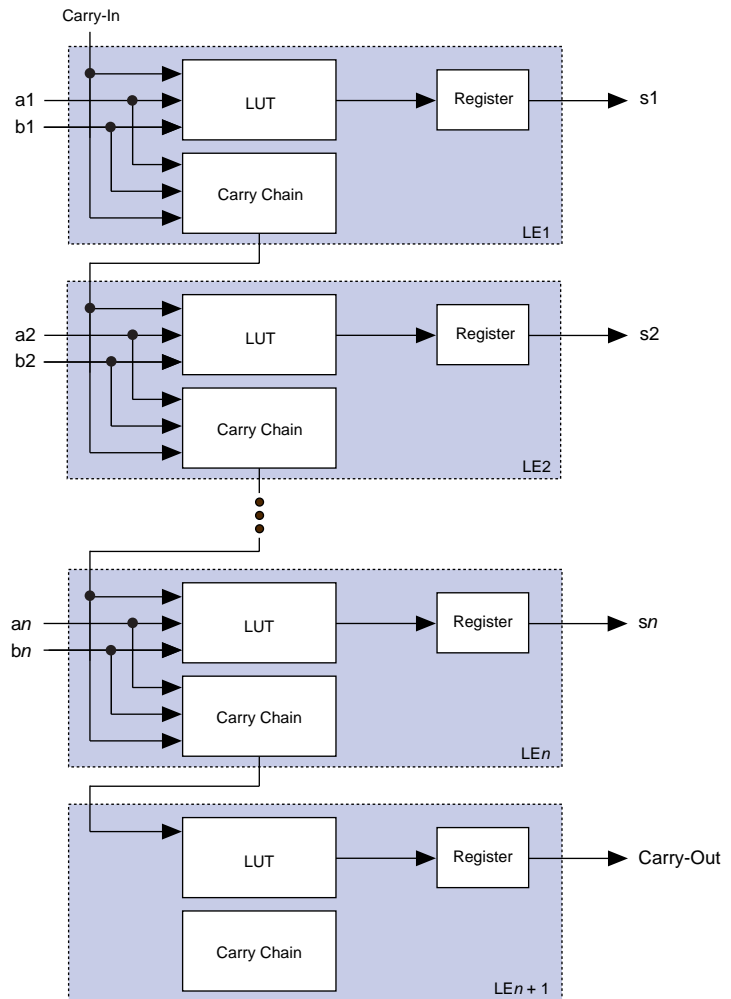 Carry-In
a1
b1
LUT
Register
s1
Carry Chain
LE1
a2
b2
LUT
Register
s2
Carry Chain
LE2
an
bn
LUT
Register
sn
Carry Chain
LEn
LUT
Register
Carry-Out
Carry Chain
LEn + 1